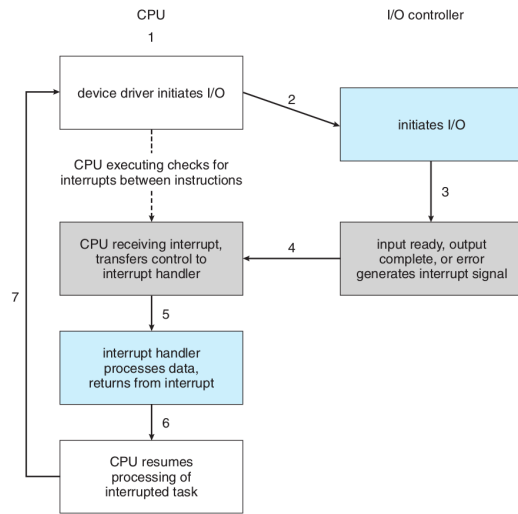 CPU
I/O controller
1
device driver initiates I/O
2
initiates I/O
CPU executing checks for
interrupts between instructions
3
CPU receiving interrupt,
transfers control to
interrupt handler
4
input ready, output
complete, or error
generates interrupt signal
7
5
interrupt handler
processes data,
returns from interrupt
6
CPU resumes
processing of
interrupted task